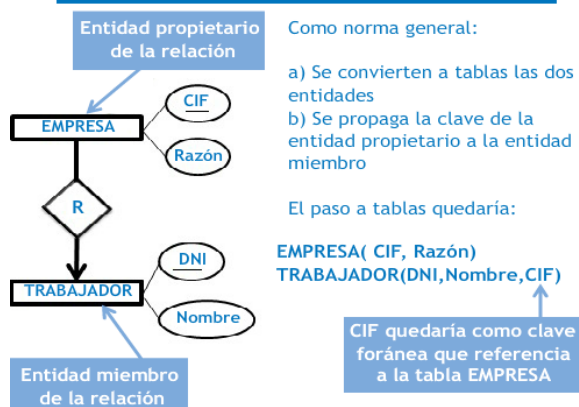 Entidad propietario
de la relación
CIF
EMPRESA
Razón
R
DNI
TRABAJADOR
Nombre
Entidad miembro
de la relación
Como norma general:
a) Se convierten a tablas las dos
entidades
b) Se propaga la clave de la
entidad propietario a la entidad
miembro
El paso a tablas quedaría:
EMPRESA( CIF, Razón)
TRABAJADOR(DNI,Nombre,CIF)
CIF quedaría como clave
foránea que referencia
a la tabla EMPRESA